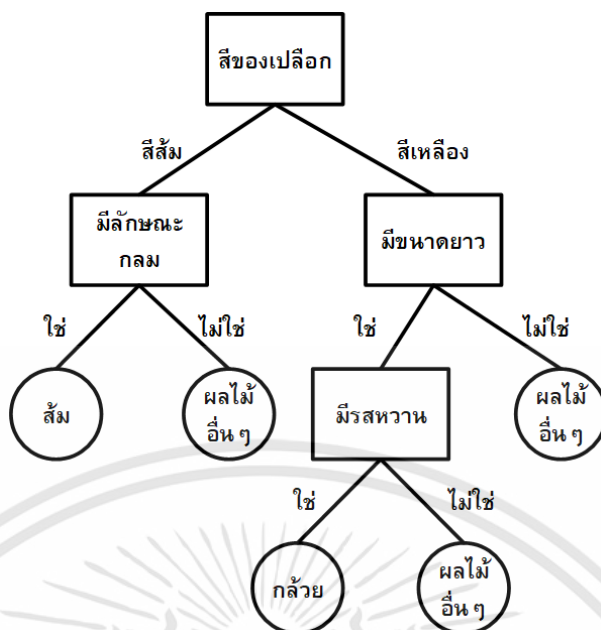 สีของเปลือก
สีส้ม
สีเหลือง
มีลักษณะ
กลม
มีขนาดยาว
ใช่
ไม่ใช่
ใช่
ไม่ใช่
ส้ม
ผลไม้
อื่น ๆ
มีรสหวาน
ผลไม้
อื่น ๆ
ใช่
ไม่ใช่
กล้วย
ผลไม้
อื่น ๆ